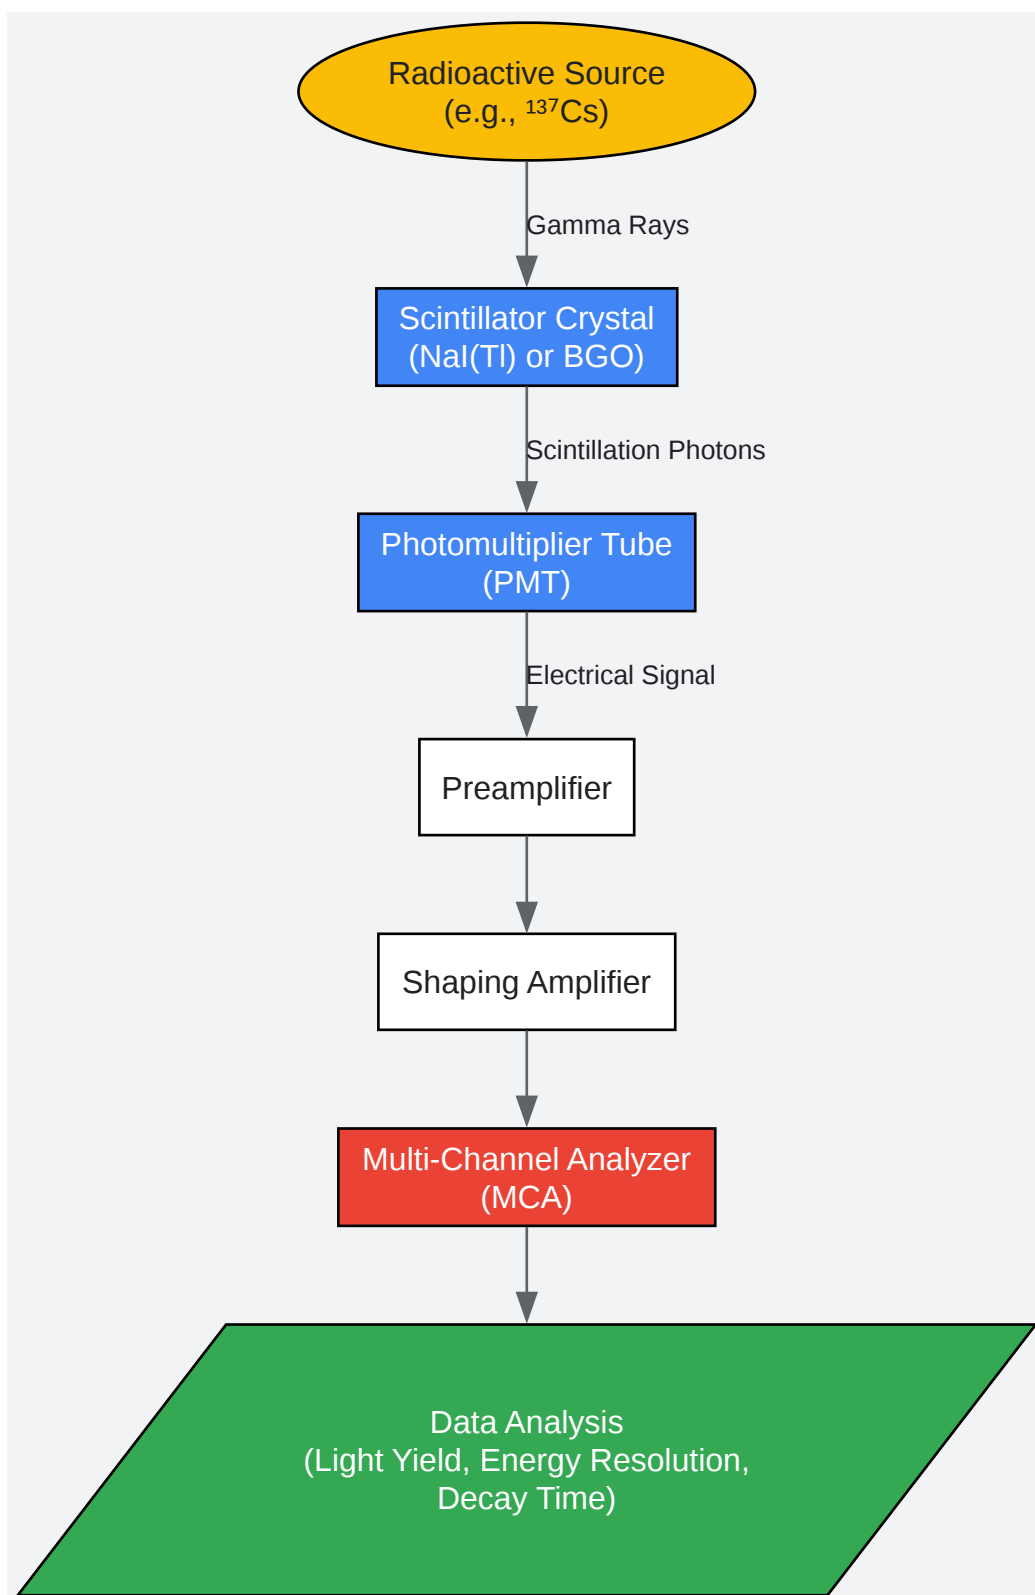 Radioactive Source
(e.g., ¹³⁷Cs)
Gamma Rays
Scintillator Crystal
(NaI(Tl) or BGO)
Scintillation Photons
Photomultiplier Tube
(PMT)
Electrical Signal
Preamplifier
Shaping Amplifier
Multi-Channel Analyzer
(MCA)
Data Analysis
(Light Yield, Energy Resolution,
Decay Time)